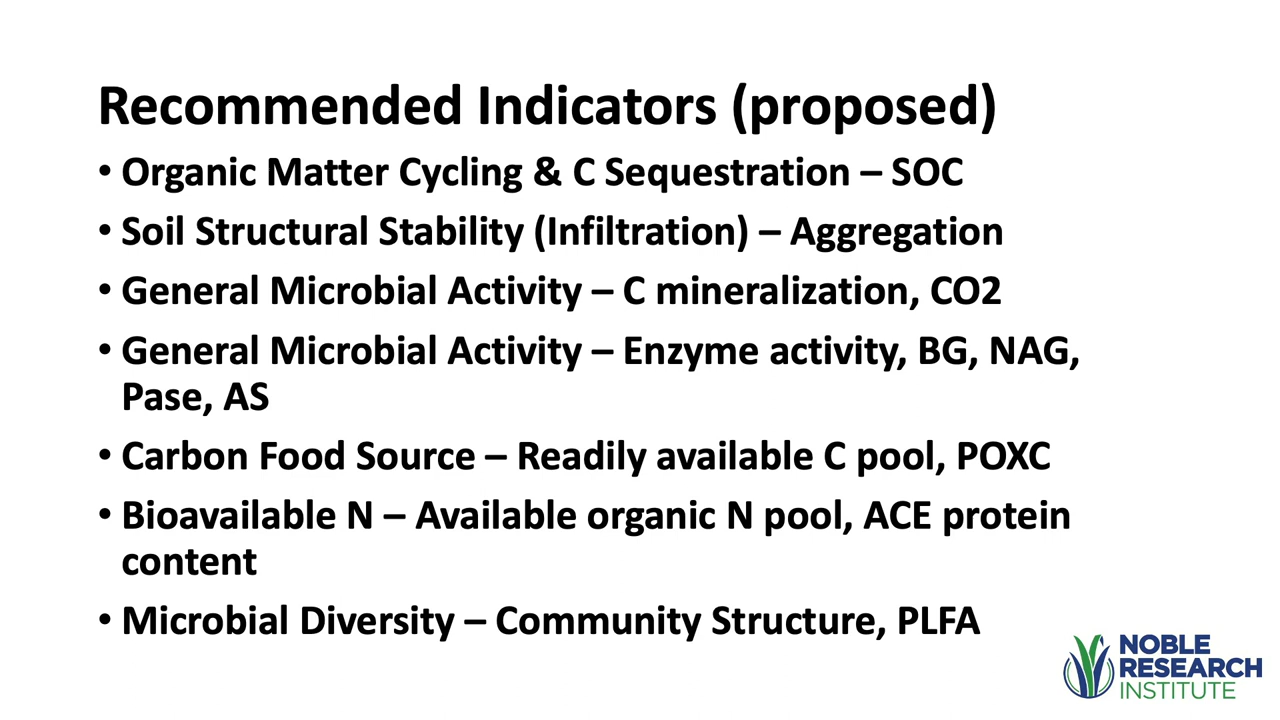 Recommended Indicators (proposed)
• Organic Matter Cycling & C Sequestration – SOC
• Soil Structural Stability (Infiltration) – Aggregation
• General Microbial Activity – C mineralization, CO2
• General Microbial Activity – Enzyme activity, BG, NAG,
Pase, AS
• Carbon Food Source – Readily available C pool, POXC
• Bioavailable N – Available organic N pool, ACE protein
content
• Microbial Diversity – Community Structure, PLFA
NOBLE
RESEARCH
INSTITUTE